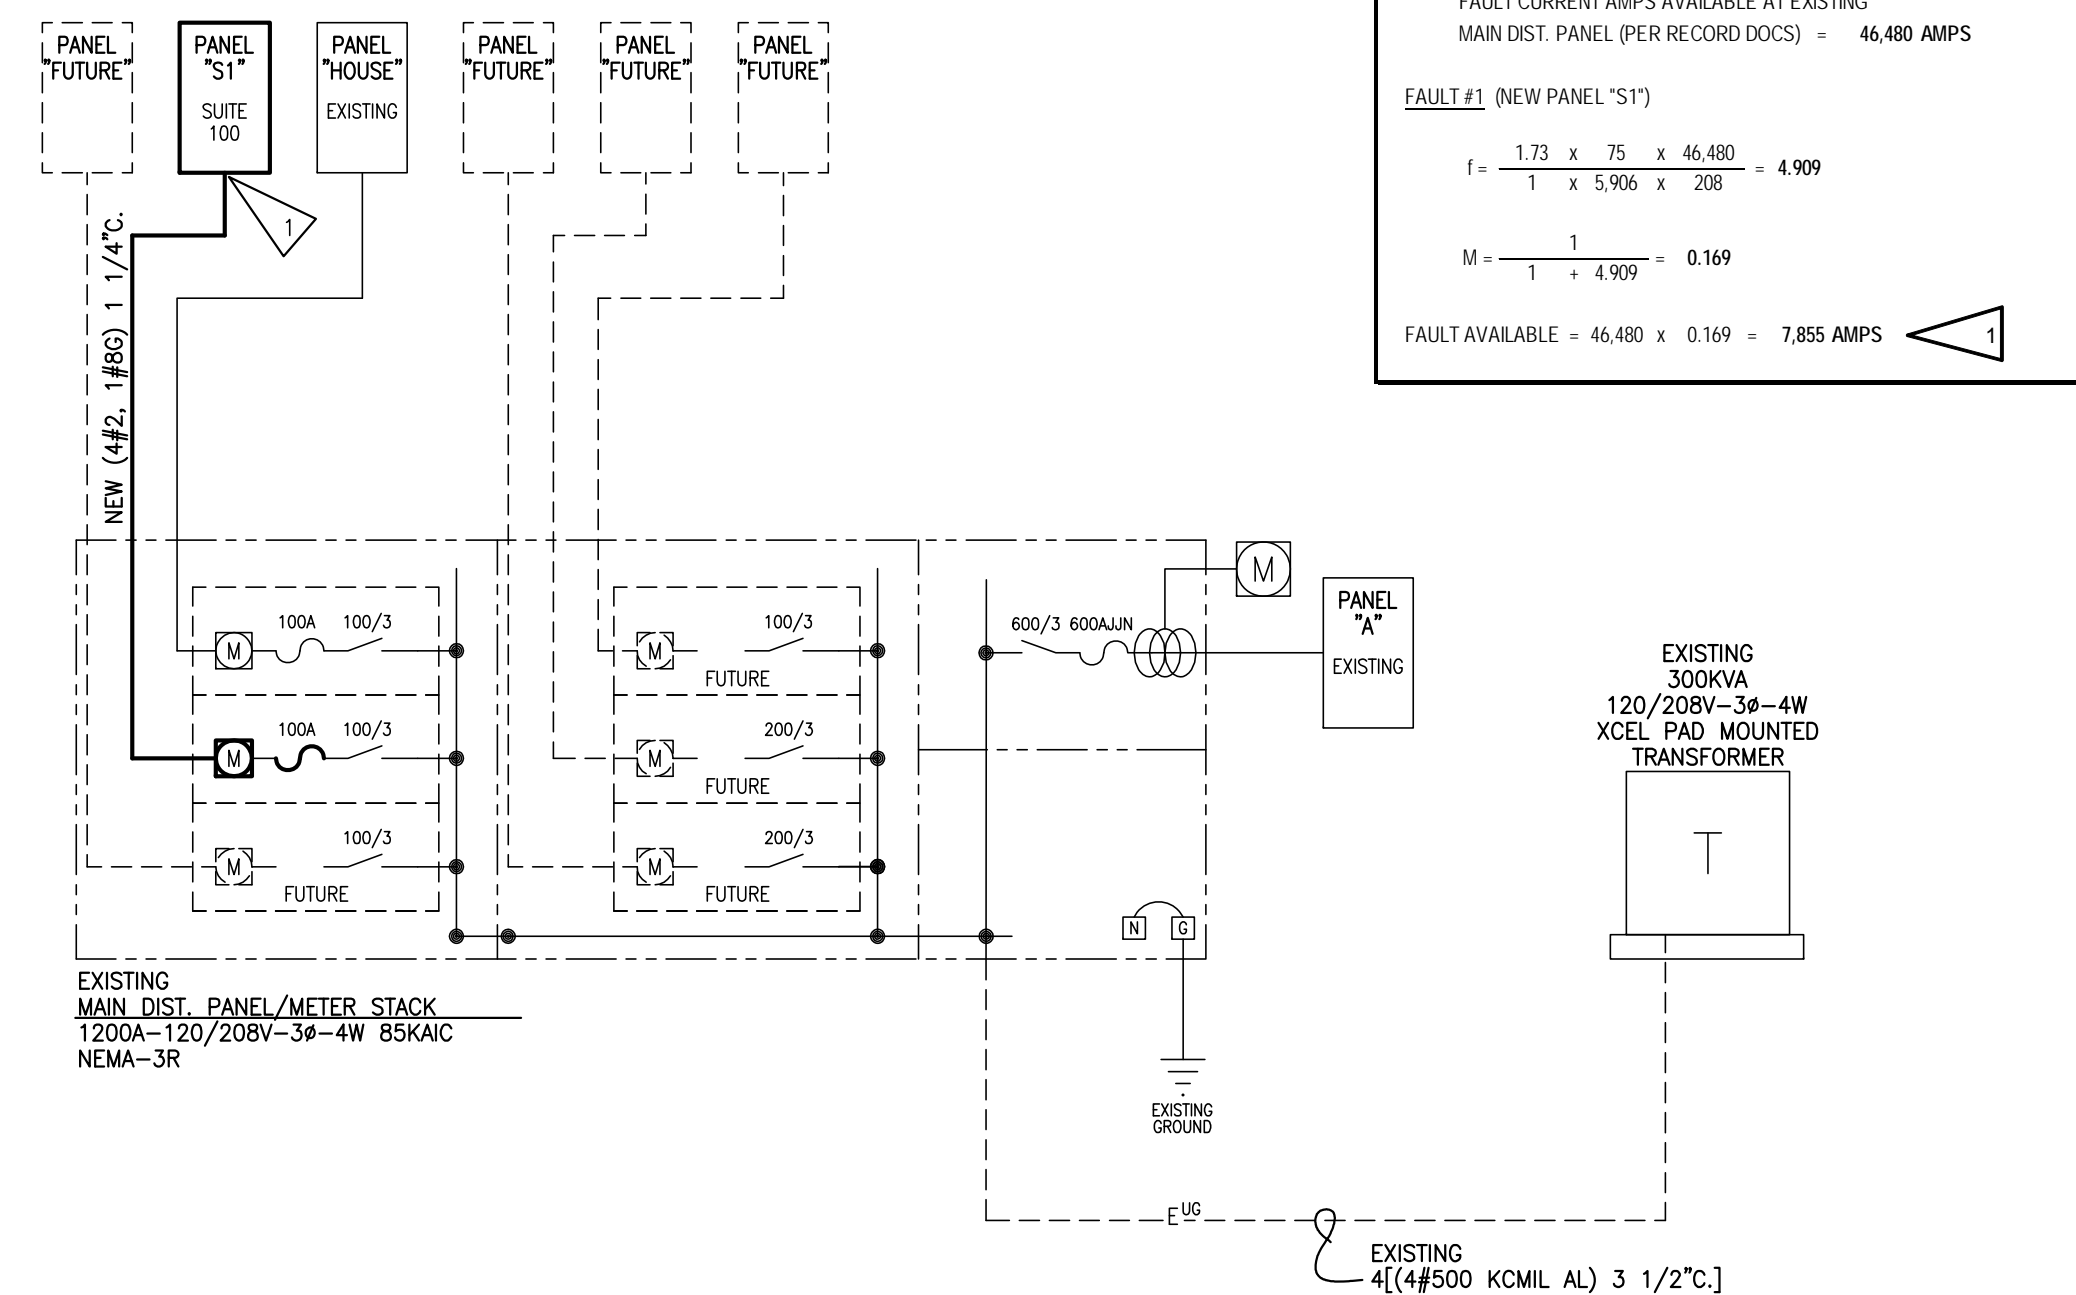 PANEL
"FUTURE"
PANEL
"S1"
SUITE
100
PANEL
"HOUSE"
EXISTING
PANEL
"FUTURE"
PANEL
"FUTURE"
PANEL
"FUTURE"
FAULT CURRENT AMPS AVAILABLE AT EXISTING
MAIN DIST. PANEL (PER RECORD DOCS) = 46,480 AMPS
FAULT #1 (NEW PANEL "S1")
1.73 x 75 x 46,480
f = = 4.909
1 x 5,906 x 208
1
M = = 0.169
1 + 4.909
FAULT AVAILABLE = 46,480 x 0.169 = 7,855 AMPS
1
1
NEW (4#2, 1#8G) 1 1/4"C.
M
100A 100/3
M
100A 100/3
M
100/3
FUTURE
M
100/3
FUTURE
M
200/3
FUTURE
M
200/3
FUTURE
600/3 600AJJN
M
PANEL
"A"
EXISTING
N
G
EXISTING
GROUND
EXISTING
300KVA
120/208V-3ø-4W
XCEL PAD MOUNTED
TRANSFORMER
T
EXISTING
MAIN DIST. PANEL/METER STACK
1200A-120/208V-3ø-4W 85KAIC
NEMA-3R
E UG
EXISTING
4[(4#500 KCMIL AL) 3 1/2"C.]